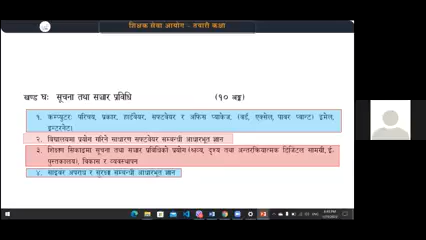 शिक्षक सेवा आयोग - तयारी कक्षा
खण्ड घः सूचना तथा सञ्चार प्रविधि (१० अङ्क)
१. कम्प्युटरः परिचय, प्रकार, हार्डवेयर, सफ्टवेयर र अफिस प्याकेज, (वर्ड, एक्सेल, पावर प्वान्ट) इमेल,
इन्टरनेट)
२. विद्यालयमा प्रयोग गरिने साधारण सफ्टवेयर सम्बन्धी आधारभूत ज्ञान
३. शिक्षण सिकाइमा सूचना तथा सञ्चार प्रविधिको प्रयोग (श्रव्य, दृश्य तथा अन्तरक्रियात्मक डिजिटल सामग्री, ई-
पुस्तकालय), विकास र व्यवस्थापन
४. साइबर अपराध र सुरक्षा सम्बन्धी आधारभूत ज्ञान